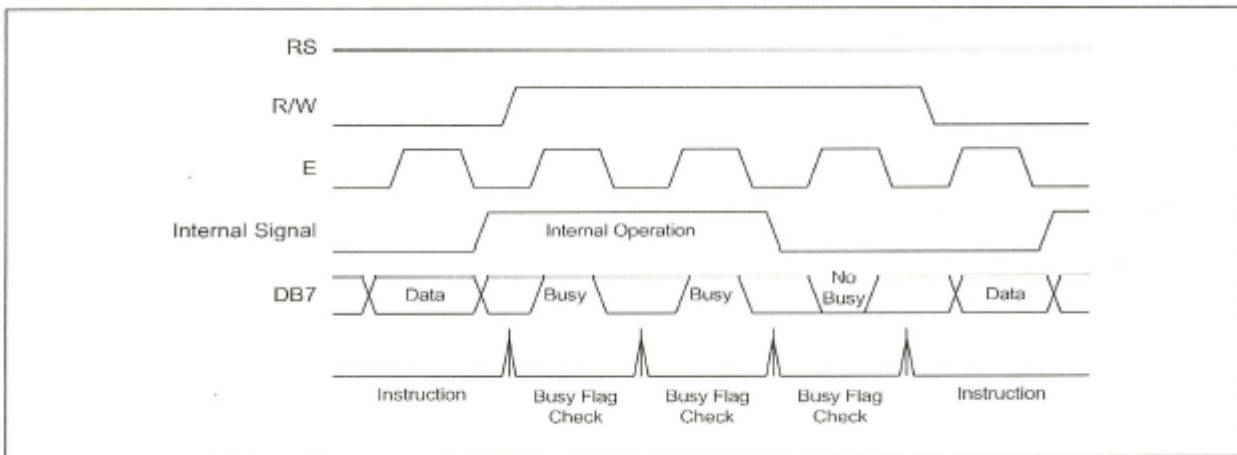 RS
R/W
E
Internal Signal
Internal Operation
DB7
Data
Busy
Busy
No
Busy
Data
Instruction
Busy Flag
Check
Busy Flag
Check
Busy Flag
Check
Instruction